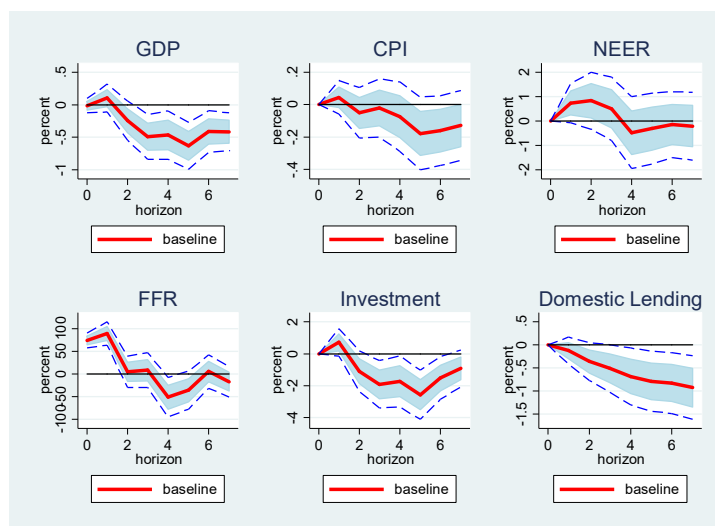 GDP
CPI
NEER
percent
.5
0
-.5
-1
0 2 4 6
horizon
baseline
percent
.2
0
-.2
-.4
0 2 4 6
horizon
baseline
percent
2
1
0
-1
-2
0 2 4 6
horizon
baseline
FFR
Investment
Domestic Lending
percent
100
50
0
-50
-100
0 2 4 6
horizon
baseline
percent
2
0
-2
-4
0 2 4 6
horizon
baseline
percent
.5
0
-.5
-1
-1.5
0 2 4 6
horizon
baseline